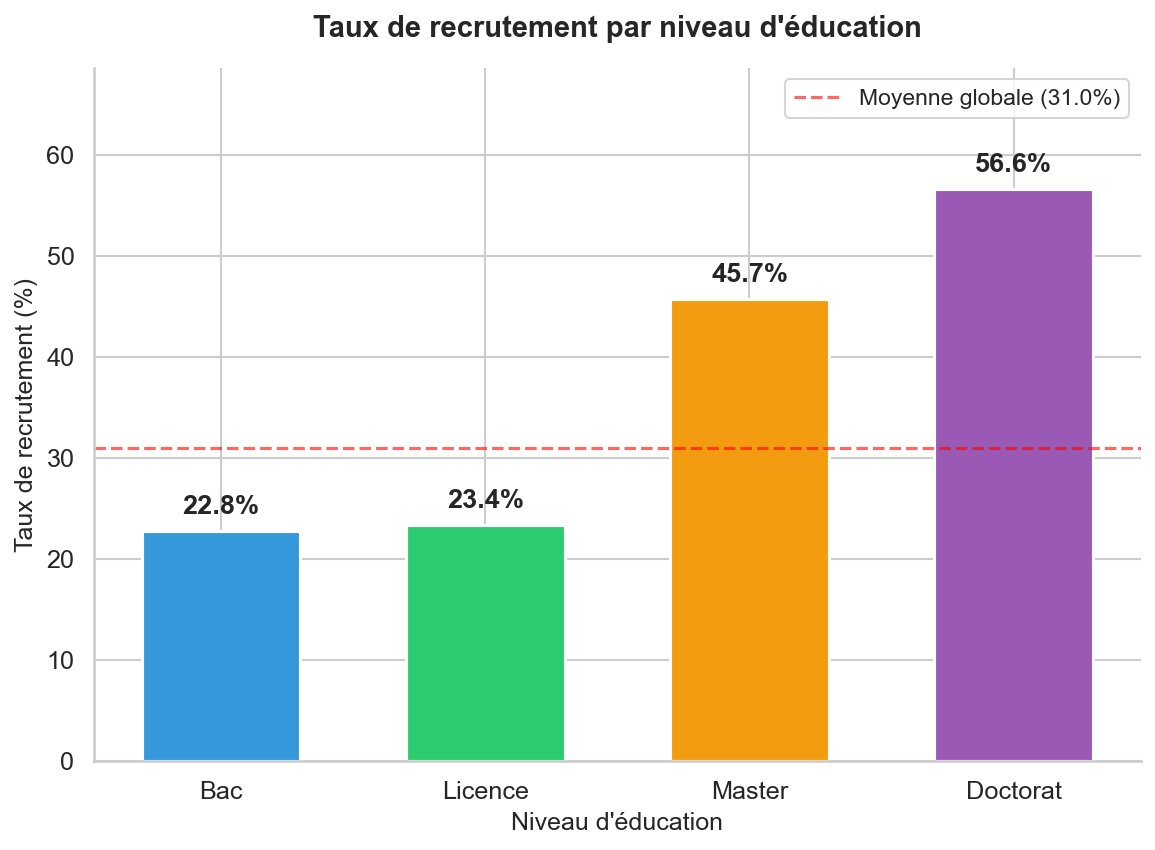 Taux de recrutement par niveau d'éducation
Moyenne globale (31.0%)
Taux de recrutement (%)
60
50
40
30
20
10
0
22.8%
23.4%
45.7%
56.6%
Bac
Licence
Master
Doctorat
Niveau d'éducation